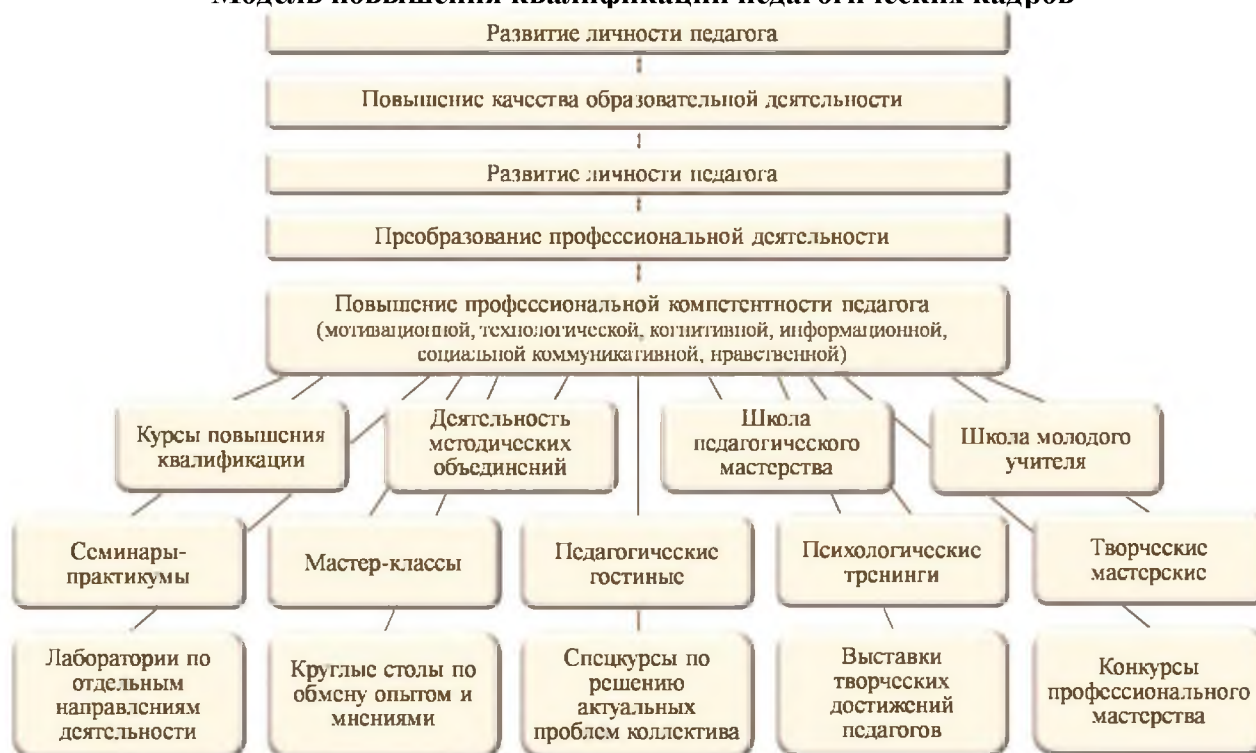 Модель повышения квалификации педагогических кадров
Развитие личности педагога
Повышение качества образовательной деятельности
Развитие личности педагога
Преобразование профессиональной деятельности
Повышение профессиональной компетентности педагога
(мотивационной, технологической, когнитивной, информационной,
социальной коммуникативной, нравственной)
Курсы повышения
квалификации
Деятельность
методических
объединений
Школа
педагогического
мастерства
Школа молодого
учителя
Семинары-
практикумы
Мастер-классы
Педагогические
гостиные
Психологические
тренинги
Творческие
мастерские
Лаборатории по
отдельным
направлениям
деятельности
Круглые столы по
обмену опытом и
мнениями
Спецкурсы по
решению
актуальных
проблем коллектива
Выставки
творческих
достижений
педагогов
Конкурсы
профессионального
мастерства